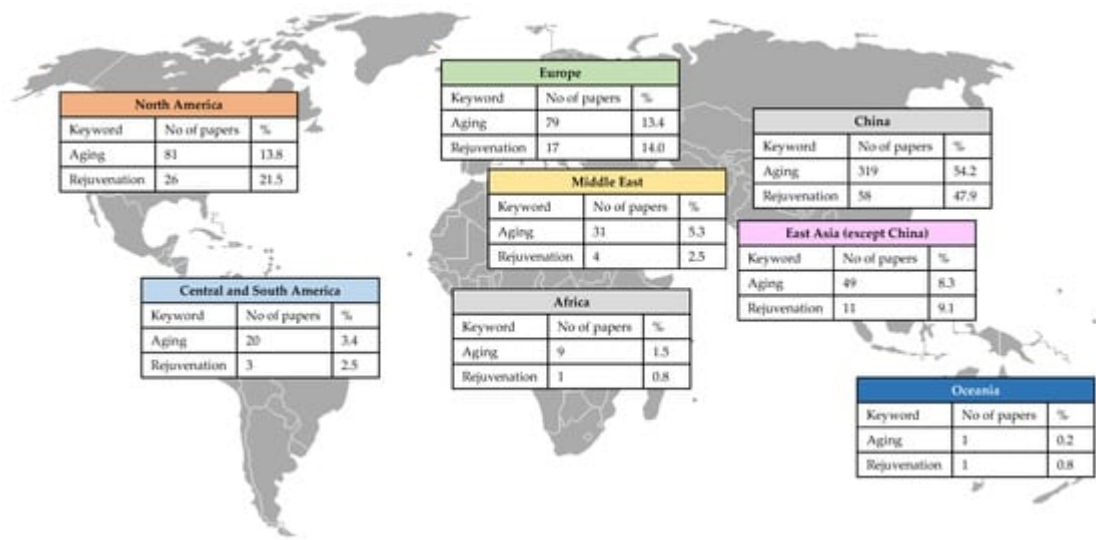 North America
Keyword No of papers %
Aging 81 13.8
Rejuvenation 26 21.5
Europe
Keyword No of papers %
Aging 79 13.4
Rejuvenation 17 14.0
China
Keyword No of papers %
Aging 319 54.2
Rejuvenation 58 47.9
Middle East
Keyword No of papers %
Aging 31 5.3
Rejuvenation 4 2.5
East Asia (except China)
Keyword No of papers %
Aging 49 8.3
Rejuvenation 11 9.1
Central and South America
Keyword No of papers %
Aging 20 3.4
Rejuvenation 3 2.5
Africa
Keyword No of papers %
Aging 9 1.5
Rejuvenation 1 0.8
Oceania
Keyword No of papers %
Aging 1 0.2
Rejuvenation 1 0.8